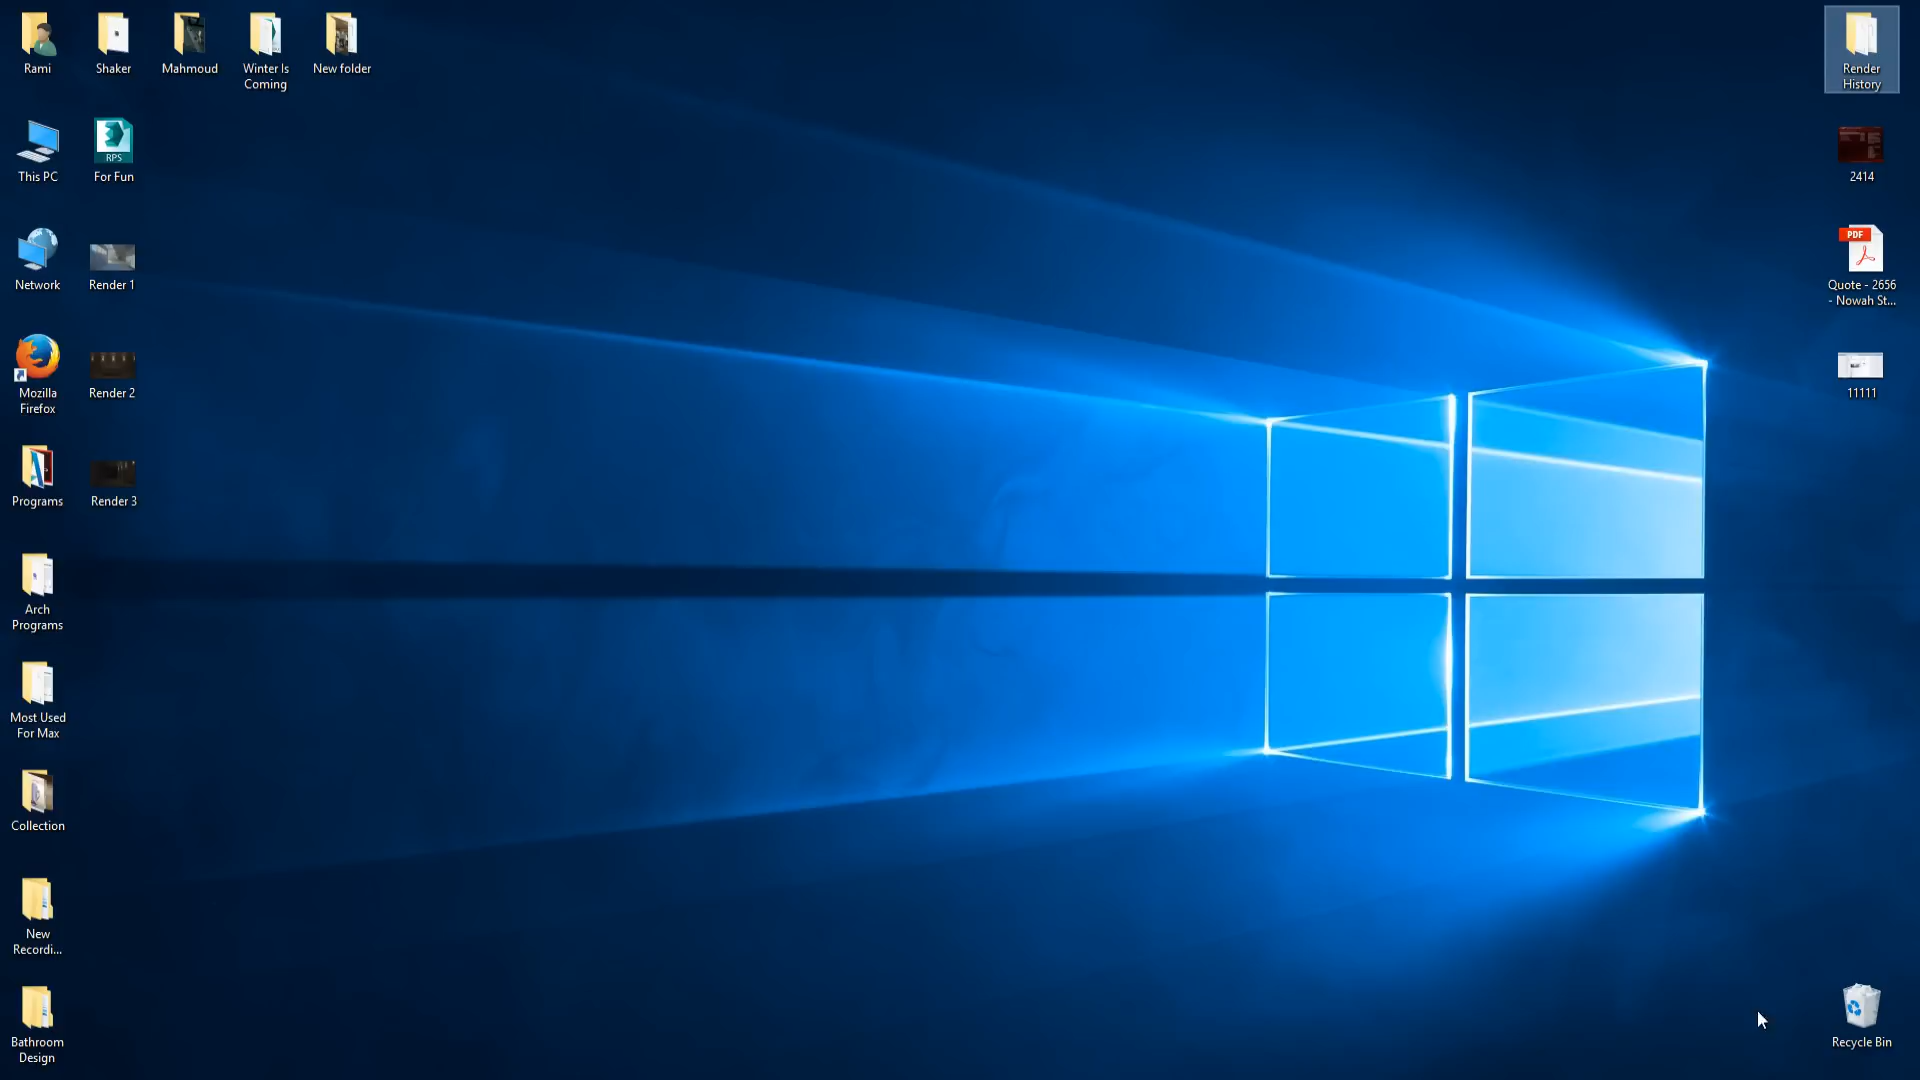 Rami
Shaker
Mahmoud
Winter Is
Coming
New folder
Render
History
This PC
RPS
For Fun
2414
Network
Render 1
PDF
Quote - 2656
- Nowah St...
Mozilla
Firefox
Render 2
11111
Programs
Render 3
Arch
Programs
Most Used
For Max
Collection
New
Recordi...
Bathroom
Design
Recycle Bin